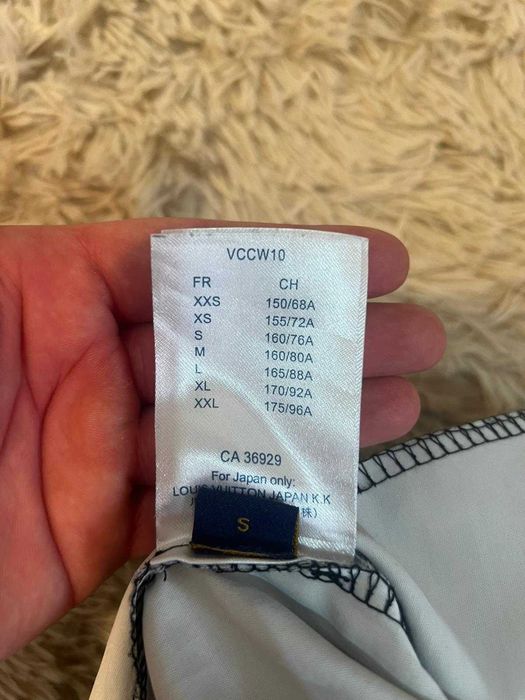 VCCW10
FR CH
XXS 150/68A
XS 155/72A
S 160/76A
M 160/80A
L 165/88A
XL 170/92A
XXL 175/96A
CA 36929
For Japan only:
LOUIS VUITTON JAPAN K.K
株)
S